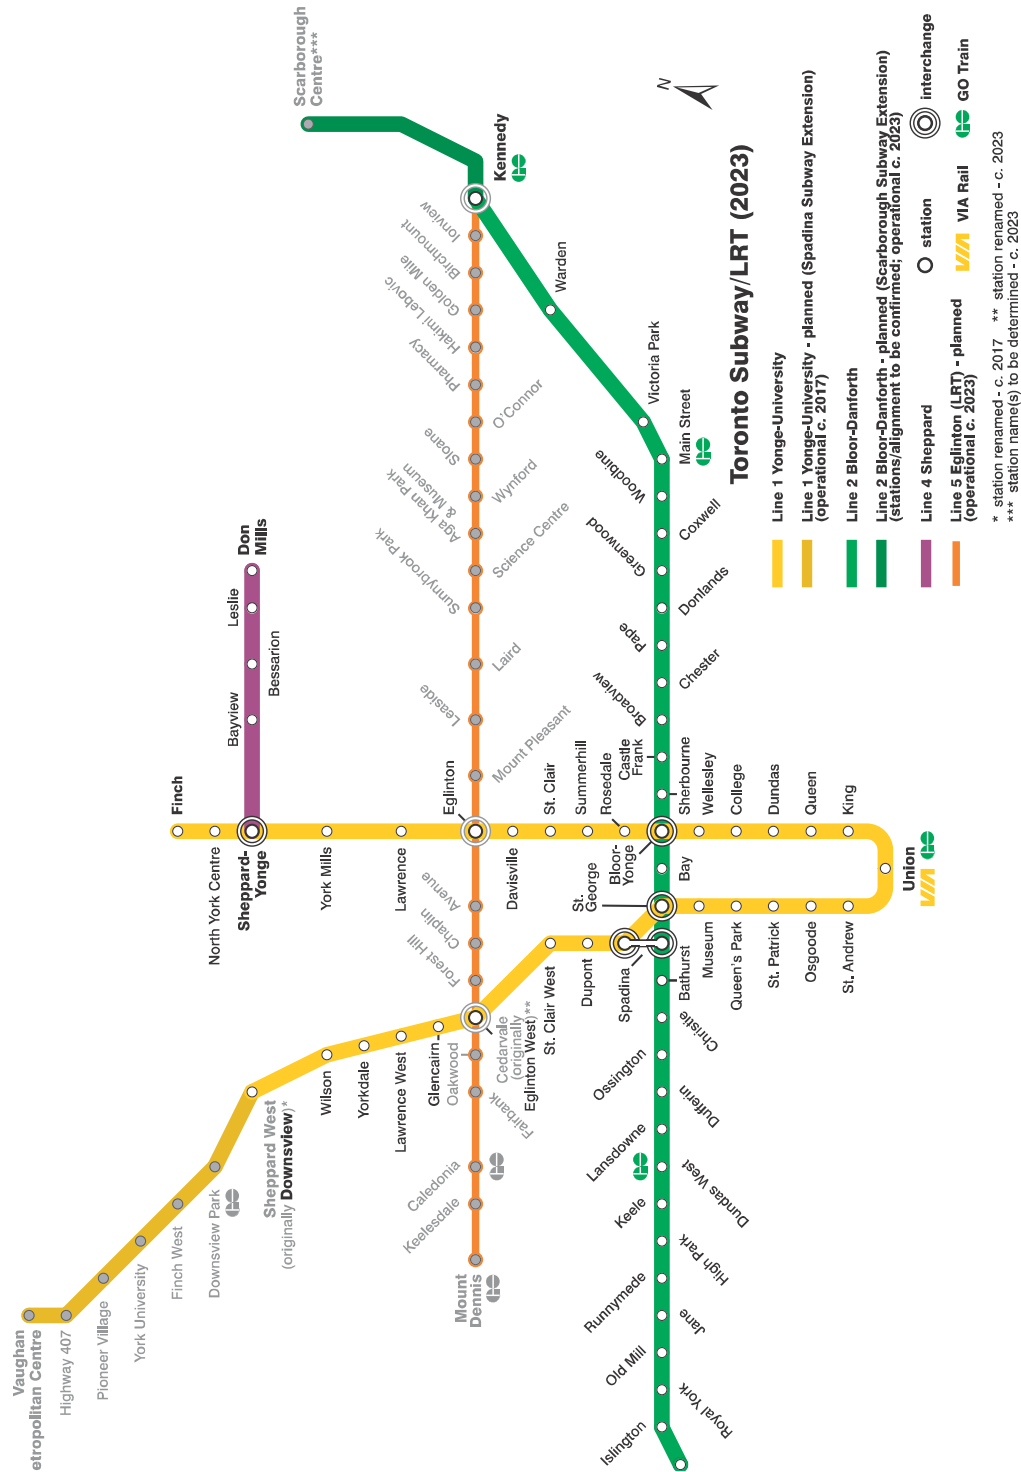 Scarborough
Centre***
Kennedy
Ionview
Birchmount
Golden Mile
Hakimi Lebovic
Pharmacy
O'Connor
Sloane
Wynford
Aga Khan Park
& Museum
Science Centre
Sunnybrook Park
Laird
Leaside
Mount Pleasant
Eglinton
Avenue
Chaplin
Forest Hill
Cedarvale
(originally
Eglinton West)**
Oakwood
Fairbank
Caledonia
Keelesdale
Mount
Dennis
Don
Mills
Leslie
Bessarion
Bayview
Sheppard-
Yonge
Finch
North York Centre
York Mills
Lawrence
Davisville
St. Clair
Summerhill
Rosedale
Bloor-
Yonge
Wellesley
College
Dundas
Queen
King
Union
VIA
GO
St. Andrew
Osgoode
St. Patrick
Queen's Park
Museum
St.
George
Spadina
Dupont
St. Clair West
Glencairn
Lawrence West
Yorkdale
Wilson
Sheppard West
(originally Downsview)*
Downsview Park
Finch West
York University
Pioneer Village
Highway 407
Vaughan
etropolitan Centre
Warden
Victoria Park
Main Street
Woodbine
Coxwell
Greenwood
Donlands
Pape
Chester
Broadview
Castle
Frank
Sherbourne
Bay
Bathurst
Christie
Ossington
Dufferin
Lansdowne
Dundas West
Keele
High Park
Runnymede
Jane
Old Mill
Royal York
Islington
N
Toronto Subway/LRT (2023)
Line 1 Yonge-University
Line 1 Yonge-University - planned (Spadina Subway Extension)
(operational c. 2017)
Line 2 Bloor-Danforth
Line 2 Bloor-Danforth - planned (Scarborough Subway Extension)
(stations/alignment to be confirmed; operational c. 2023)
Line 4 Sheppard
Line 5 Eglinton (LRT) - planned
(operational c. 2023)
station
interchange
VIA Rail
GO Train
* station renamed - c. 2017 ** station renamed - c. 2023
*** station name(s) to be determined - c. 2023